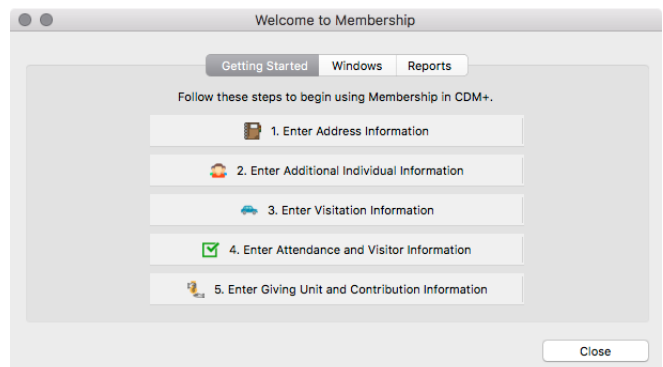 Welcome to Membership
Getting Started Windows Reports
Follow these steps to begin using Membership in CDM+.
1. Enter Address Information
2. Enter Additional Individual Information
3. Enter Visitation Information
4. Enter Attendance and Visitor Information
5. Enter Giving Unit and Contribution Information
Close